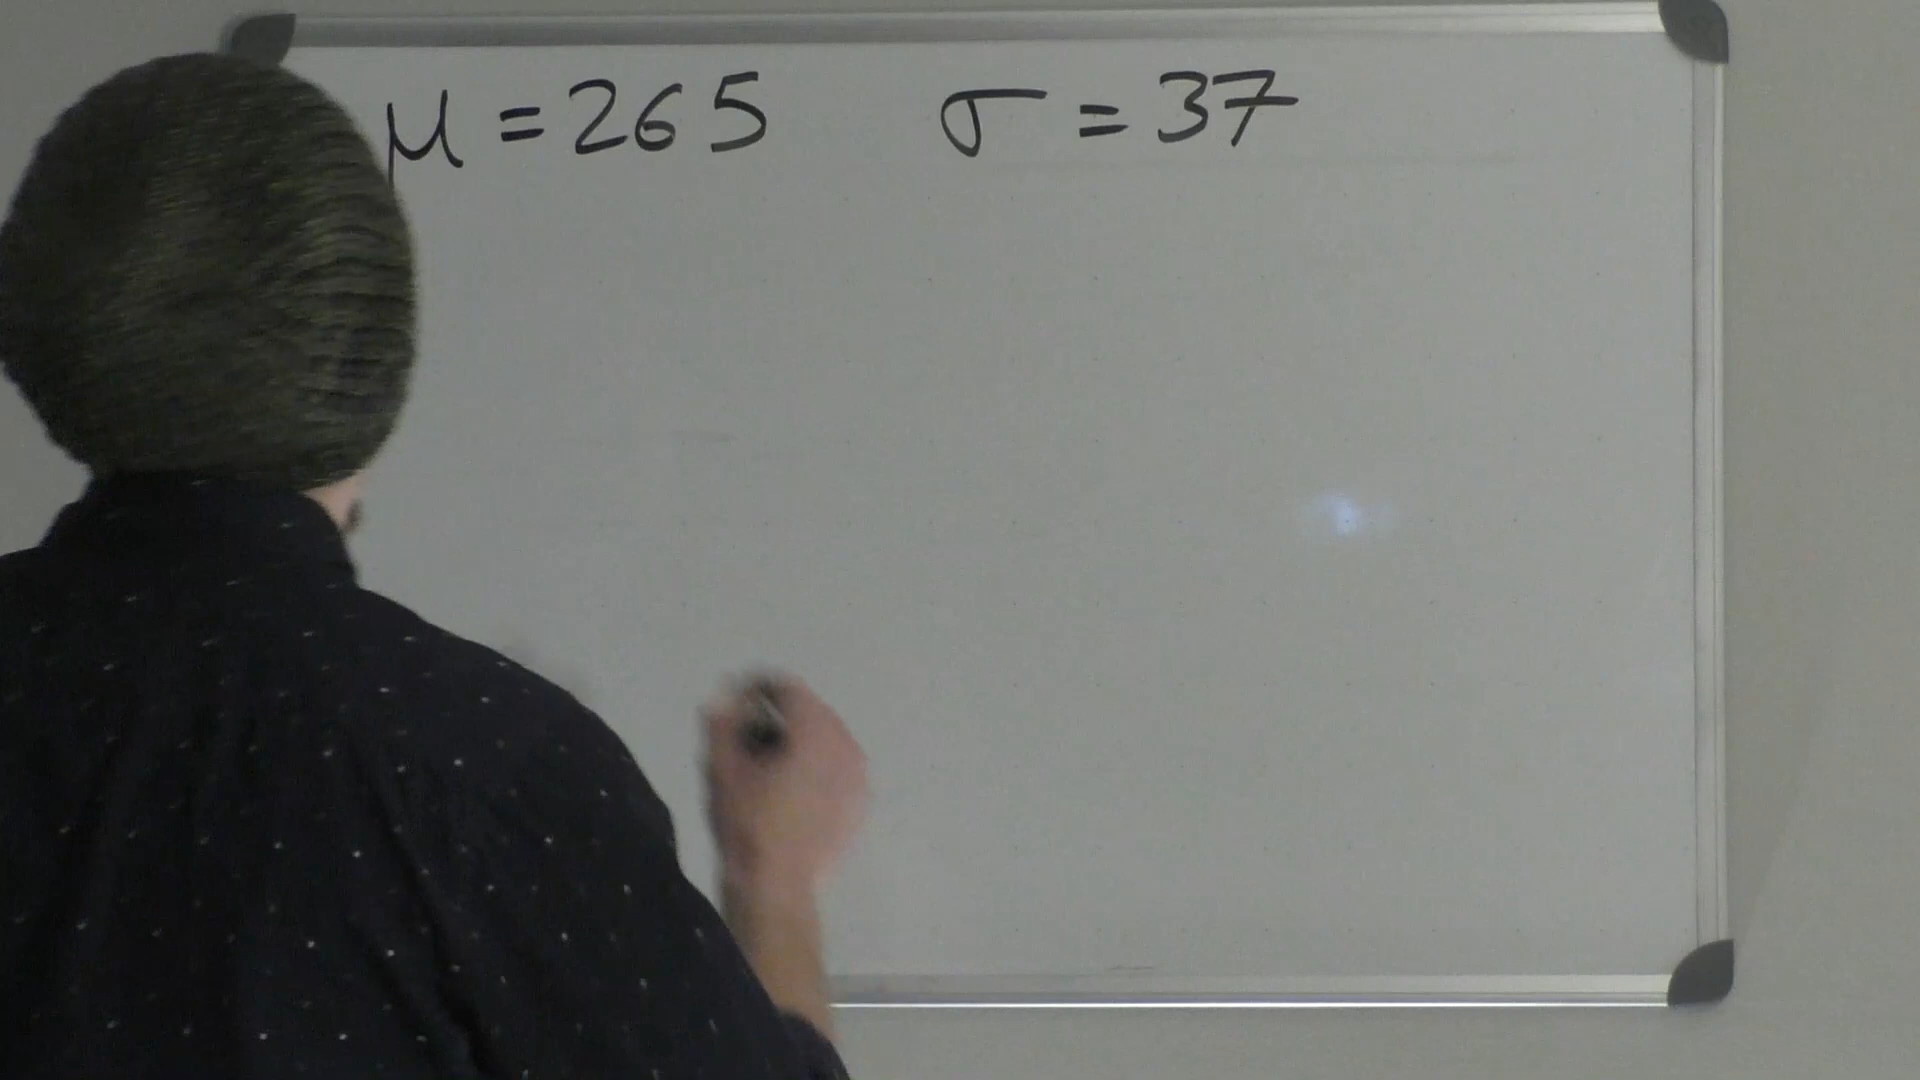 μ = 265 σ = 37